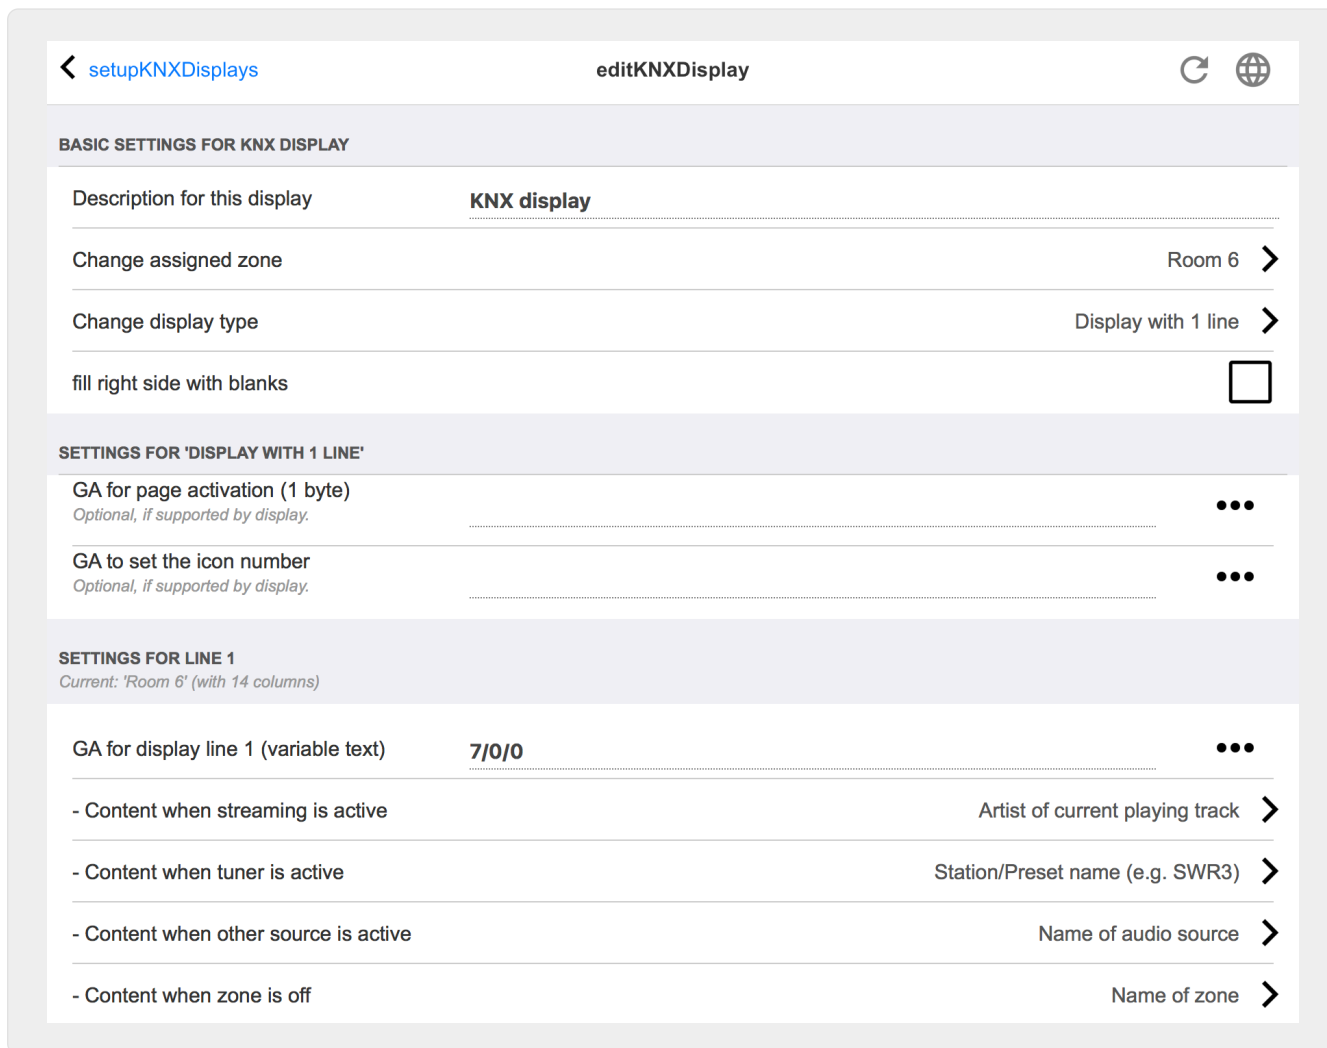 setupKNXDisplays
editKNXDisplay
BASIC SETTINGS FOR KNX DISPLAY
Description for this display KNX display
Change assigned zone Room 6
Change display type Display with 1 line
fill right side with blanks
SETTINGS FOR 'DISPLAY WITH 1 LINE'
GA for page activation (1 byte)
Optional, if supported by display.
GA to set the icon number
Optional, if supported by display.
SETTINGS FOR LINE 1
Current: 'Room 6' (with 14 columns)
GA for display line 1 (variable text) 7/0/0
- Content when streaming is active Artist of current playing track
- Content when tuner is active Station/Preset name (e.g. SWR3)
- Content when other source is active Name of audio source
- Content when zone is off Name of zone